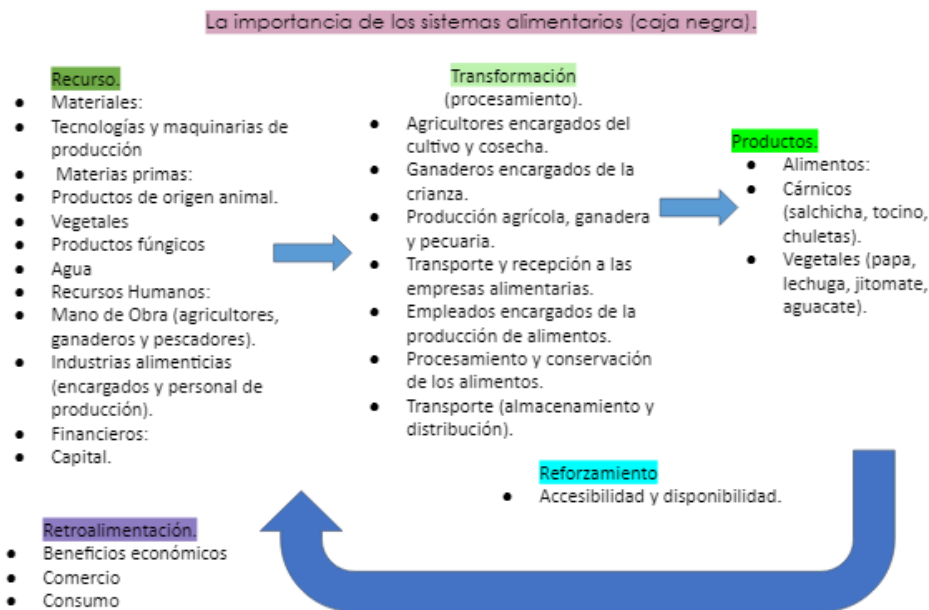 La importancia de los sistemas alimentarios (caja negra).
Recurso.
● Materiales:
● Tecnologías y maquinarias de
producción
● Materias primas:
● Productos de origen animal.
● Vegetales
● Productos fúngicos
● Agua
● Recursos Humanos:
● Mano de Obra (agricultores,
ganaderos y pescadores).
● Industrias alimenticias
(encargados y personal de
producción).
● Financieros:
● Capital.
Transformación
(procesamiento).
● Agricultores encargados del
cultivo y cosecha.
● Ganaderos encargados de la
crianza.
● Producción agrícola, ganadera
y pecuaria.
● Transporte y recepción a las
empresas alimentarias.
● Empleados encargados de la
producción de alimentos.
● Procesamiento y conservación
de los alimentos.
● Transporte (almacenamiento y
distribución).
Productos.
● Alimentos:
● Cárnicos
(salchicha, tocino,
chuletas).
● Vegetales (papa,
lechuga, jitomate,
aguacate).
Reforzamiento
● Accesibilidad y disponibilidad.
Retroalimentación.
● Beneficios económicos
● Comercio
● Consumo